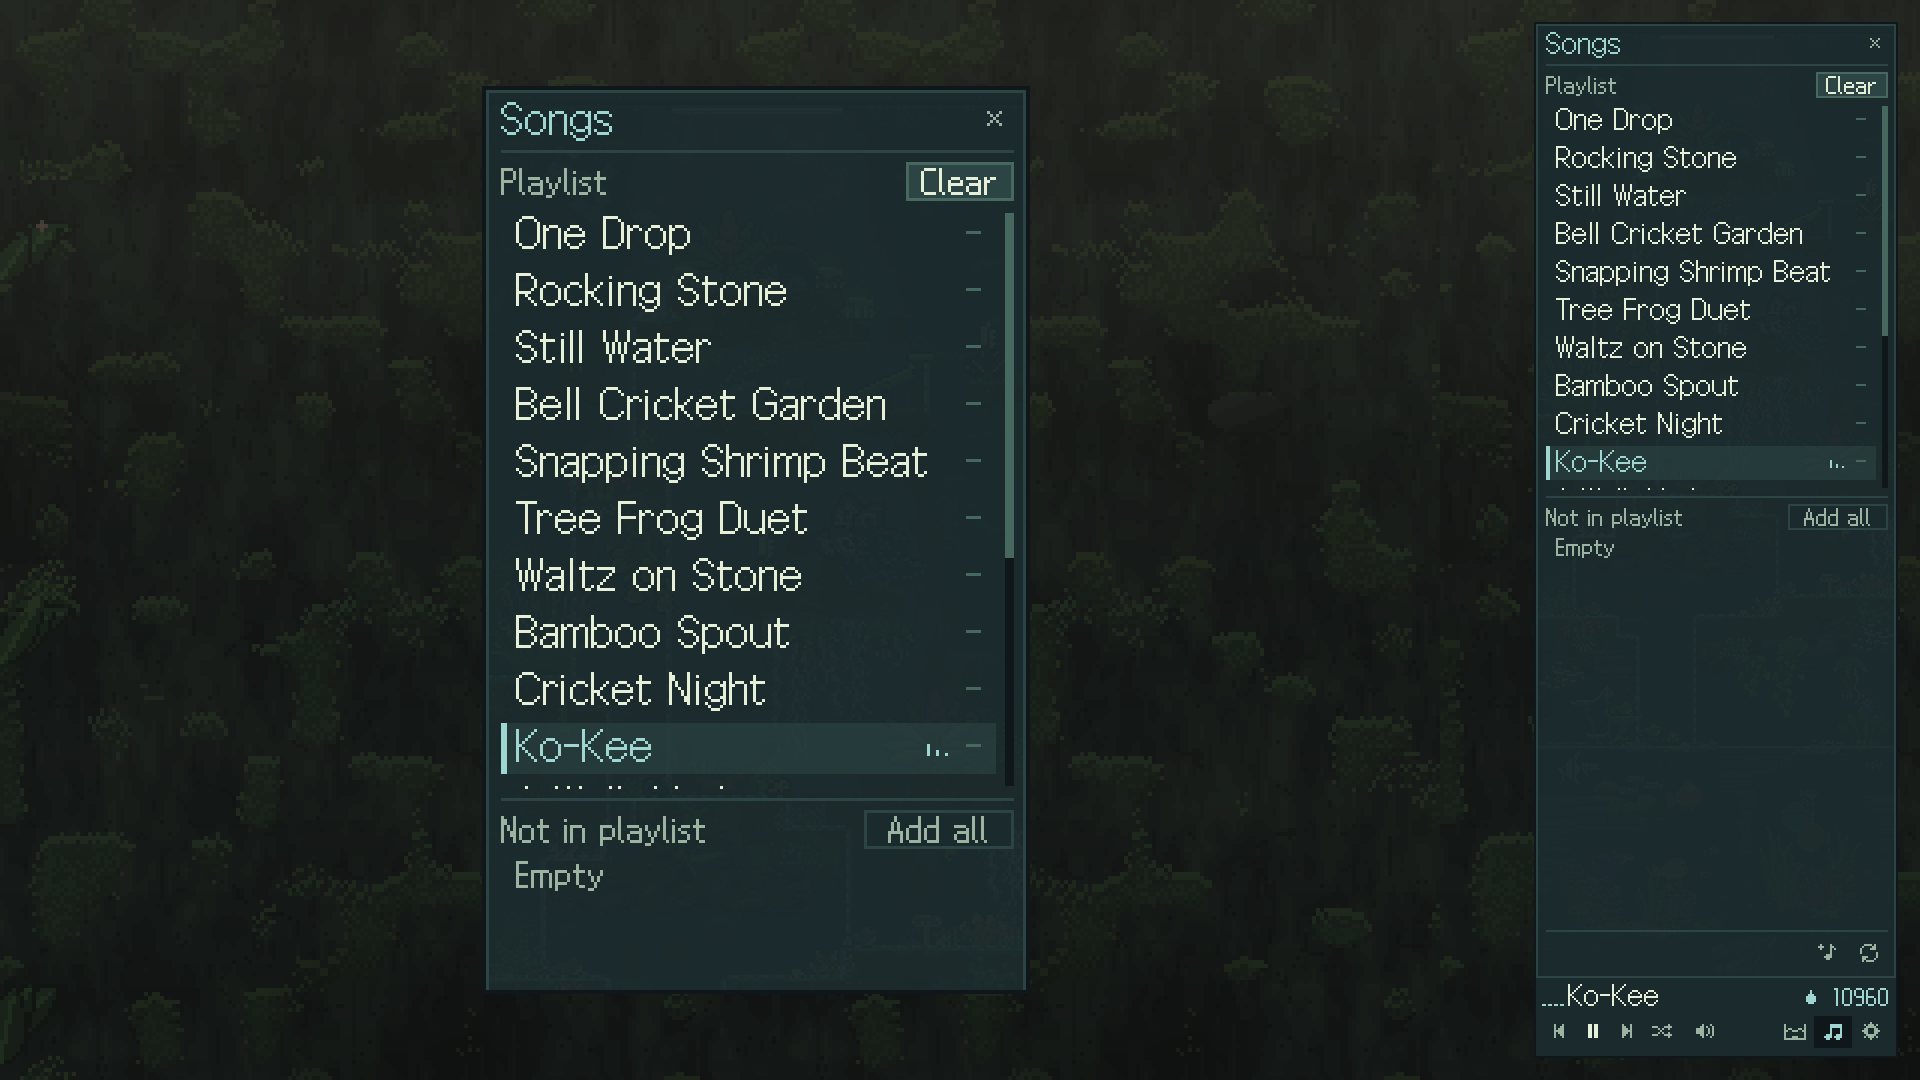 Songs
Playlist
Clear
One Drop
Rocking Stone
Still Water
Bell Cricket Garden
Snapping Shrimp Beat
Tree Frog Duet
Waltz on Stone
Bamboo Spout
Cricket Night
Ko-Kee
Not in playlist
Add all
Empty
Songs
Playlist
Clear
One Drop
Rocking Stone
Still Water
Bell Cricket Garden
Snapping Shrimp Beat
Tree Frog Duet
Waltz on Stone
Bamboo Spout
Cricket Night
Ko-Kee
Not in playlist
Add all
Empty
....Ko-Kee
10960